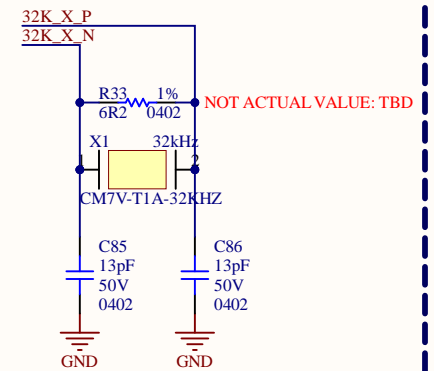 32K_X_P
32K_X_N
R33 1%
6R2 0402
NOT ACTUAL VALUE: TBD
X1 32kHz
1 2
CM7V-T1A-32KHZ
C85 C86
13pF 13pF
50V 50V
0402 0402
GND GND